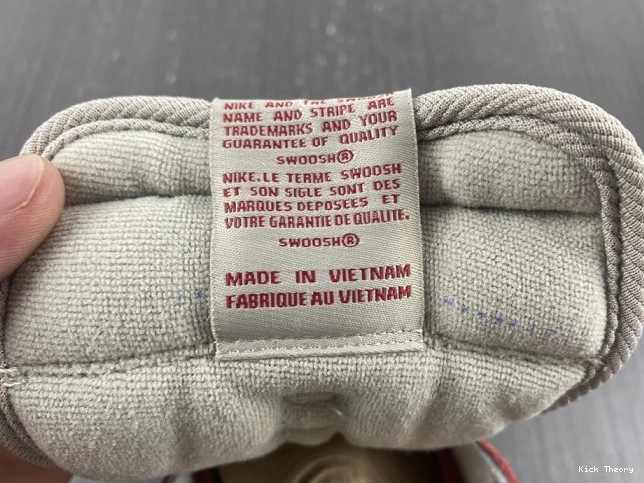 NIKE AND THE SWOOSH
NAME AND STRIPE ARE
TRADEMARKS AND YOUR
GUARANTEE OF QUALITY
SWOOSH®
NIKE.LE TERME SWOOSH
ET SON SIGLE SONT DES
MARQUES DEPOSEES ET
VOTRE GARANTIE DE QUALITE.
SWOOSH®
MADE IN VIETNAM
FABRIQUE AU VIETNAM
Kick Theory